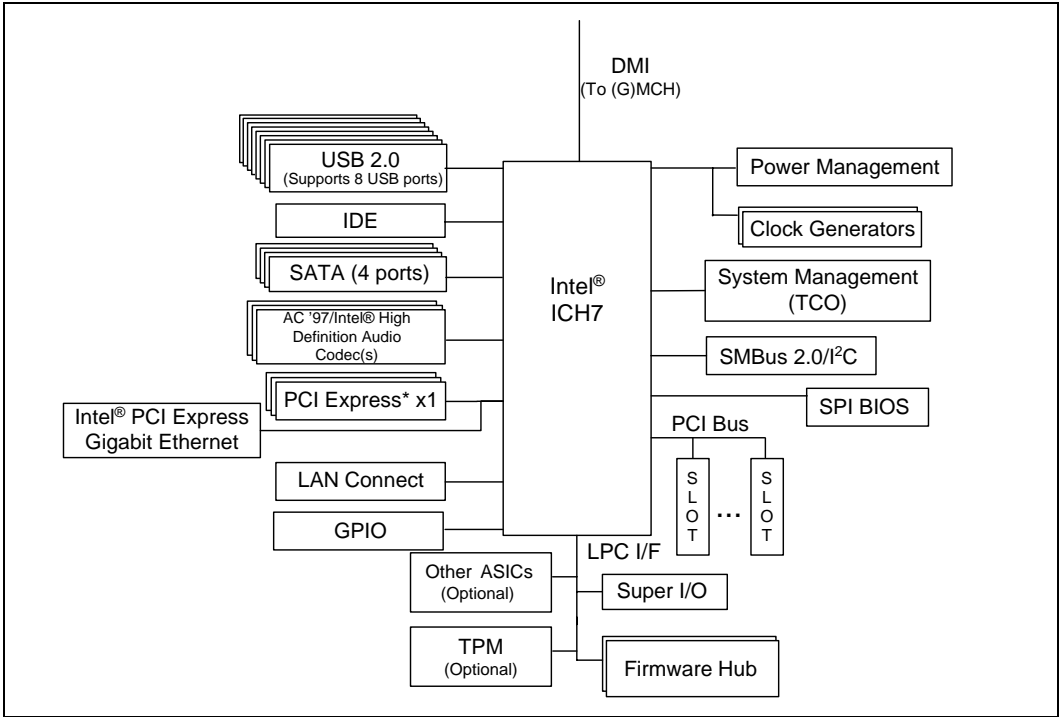 DMI
(To (G)MCH)
USB 2.0
(Supports 8 USB ports)
IDE
SATA (4 ports)
AC '97/Intel® High
Definition Audio
Codec(s)
PCI Express* x1
Intel® PCI Express
Gigabit Ethernet
LAN Connect
GPIO
Intel®
ICH7
Power Management
Clock Generators
System Management
(TCO)
SMBus 2.0/I²C
SPI BIOS
PCI Bus
SLOT
...
SLOT
LPC I/F
Other ASICs
(Optional)
Super I/O
TPM
(Optional)
Firmware Hub